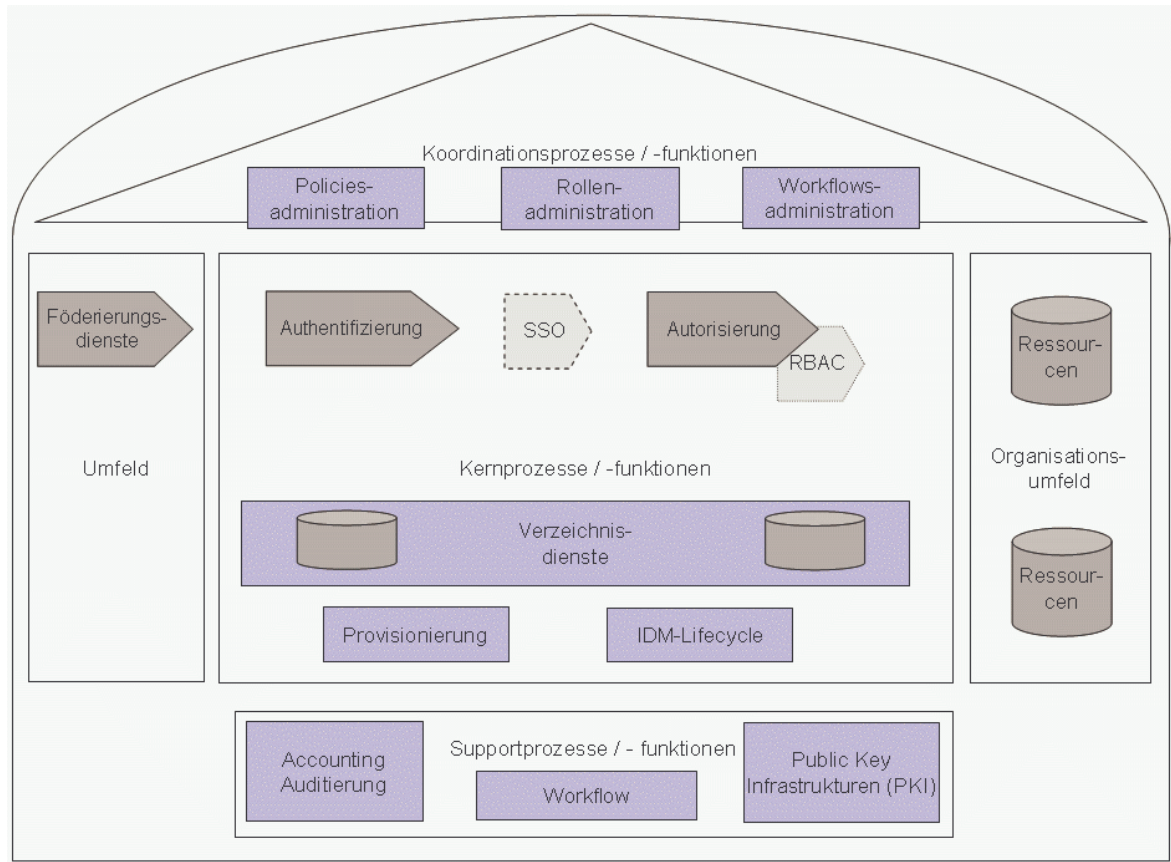 Koordinationsprozesse / -funktionen
Policies-
administration
Rollen-
administration
Workflows-
administration
Föderierungs-
dienste
Authentifizierung
SSO
Autorisierung
RBAC
Ressour-
cen
Umfeld
Kernprozesse / -funktionen
Organisations-
umfeld
Verzeichnis-
dienste
Ressour-
cen
Provisionierung
IDM-Lifecycle
Supportprozesse / - funktionen
Accounting
Auditierung
Workflow
Public Key
Infrastrukturen (PKI)